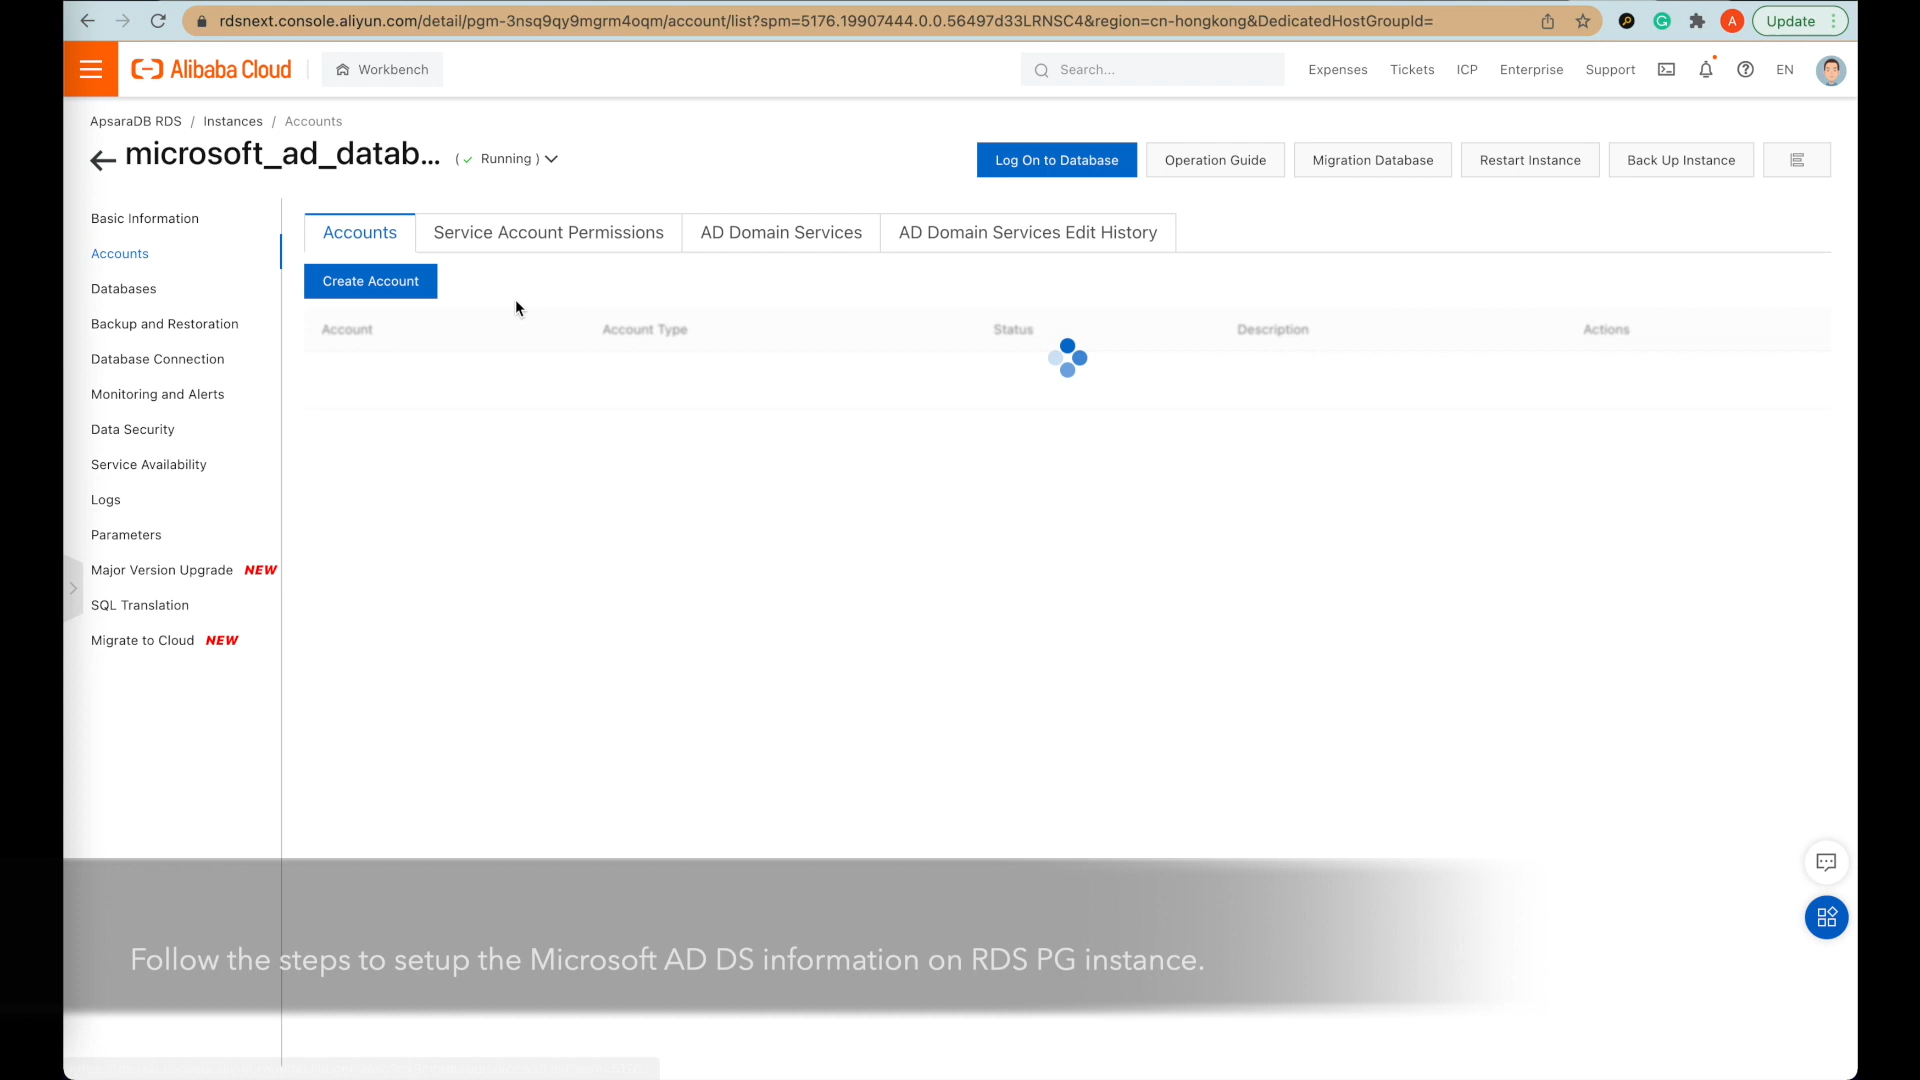 rdsnext.console.aliyun.com/detail/pgm-3nsq9qy9mgrm4oqm/account/list?spm=5176.19907444.0.0.56497d33LRNSC4&region=cn-hongkong&DedicatedHostGroupId=
A
Update
Alibaba Cloud
Workbench
Search...
Expenses
Tickets
ICP
Enterprise
Support
EN
ApsaraDB RDS / Instances / Accounts
microsoft_ad_datab... ( Running )
Log On to Database
Operation Guide
Migration Database
Restart Instance
Back Up Instance
Basic Information
Accounts
Databases
Backup and Restoration
Database Connection
Monitoring and Alerts
Data Security
Service Availability
Logs
Parameters
Major Version Upgrade NEW
SQL Translation
Migrate to Cloud NEW
Accounts
Service Account Permissions
AD Domain Services
AD Domain Services Edit History
Create Account
Account
Account Type
Status
Description
Actions
Follow the steps to setup the Microsoft AD DS information on RDS PG instance.